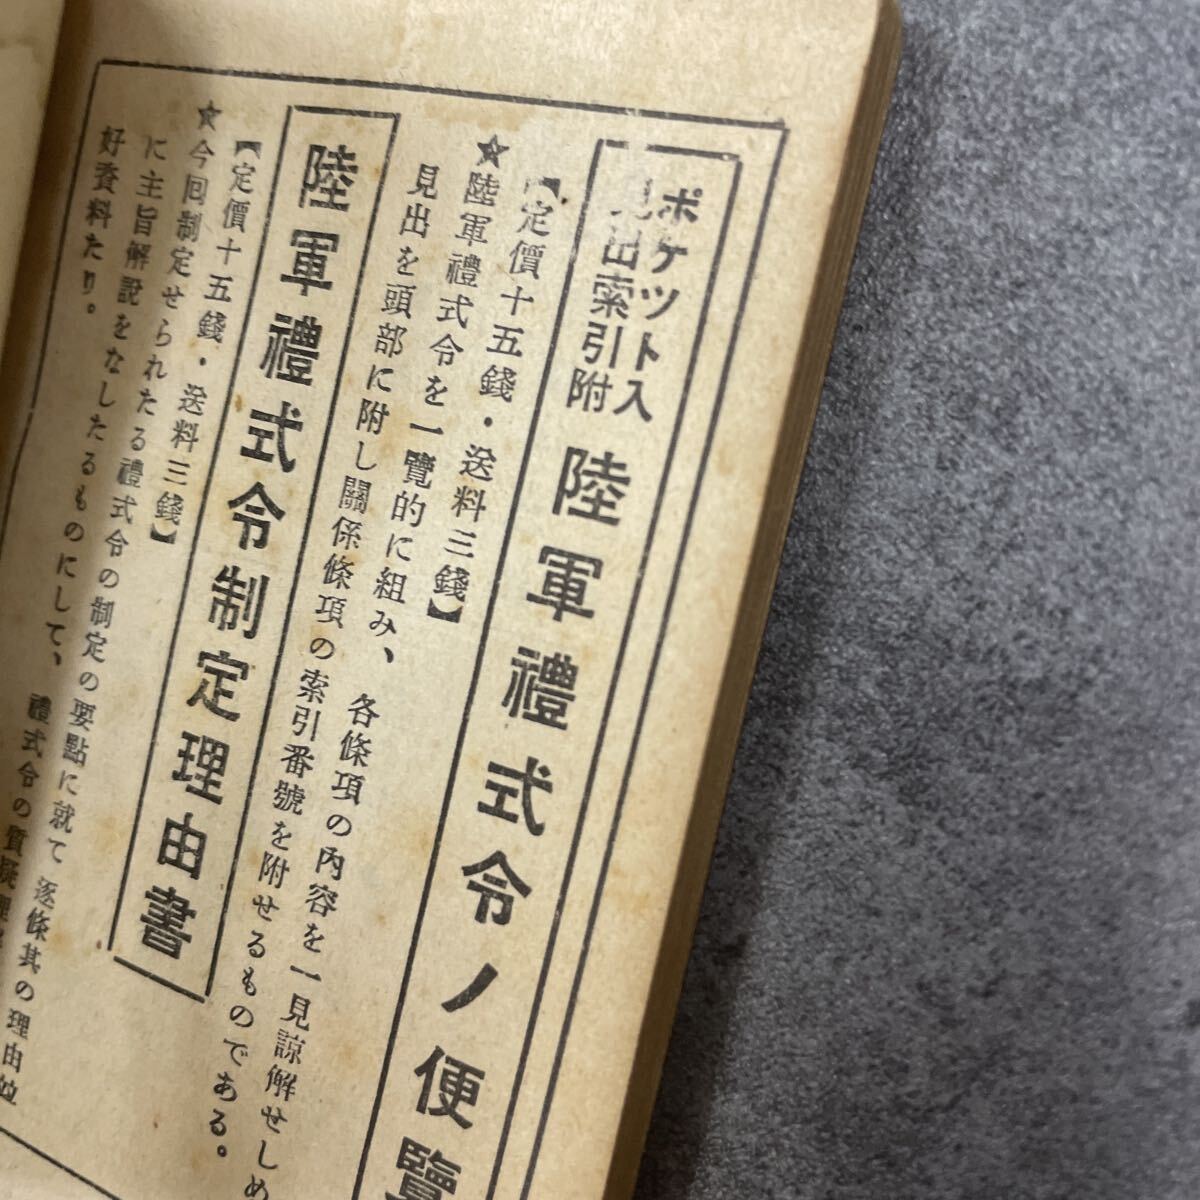 ポケツト入
見出索引附
陸軍禮式令ノ便覽
【定價十五錢・送料三錢】
★陸軍禮式令を一覽的に組み、各條項の內容を一見諒解せしめ
見出を頭部に附し關係條項の索引番號を附せるものである。
陸軍禮式令制定理由書
【定價十五錢・送料三錢】
★今回制定せられたる禮式令の制定の要點に就て逐條其の理由竝
に主旨解説をなしたるものにして、禮式令の質疑
好資料たり。